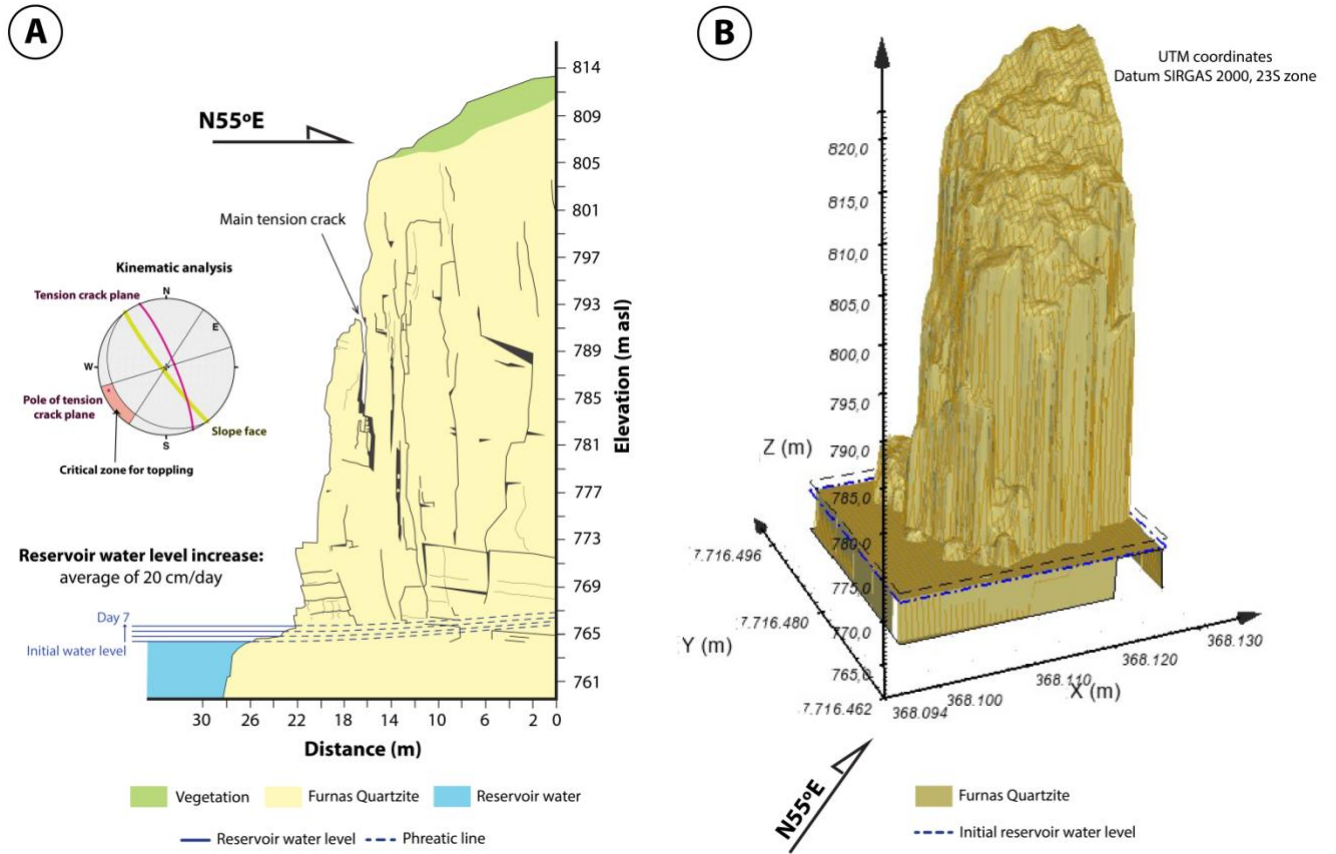 A
N55ºE
Main tension crack
Kinematic analysis
Tension crack plane
N
E
W
S
Pole of tension
crack plane
Slope face
Critical zone for toppling
Reservoir water level increase:
average of 20 cm/day
Day 7
Initial water level
814
809
805
801
797
793
789
785
781
777
773
769
765
761
Elevation (m asl)
30 26 22 18 14 10 6 2 0
Distance (m)
Vegetation Furnas Quartzite Reservoir water
Reservoir water level Phreatic line
B
UTM coordinates
Datum SIRGAS 2000, 23S zone
820,0
815,0
810,0
805,0
800,0
795,0
790,0
785,0
780,0
775,0
770,0
765,0
Z (m)
7.716.496
7.716.480
7.716.462
Y (m)
368.094
368.100
368.110
368.120
368.130
X (m)
N55ºE
Furnas Quartzite
Initial reservoir water level